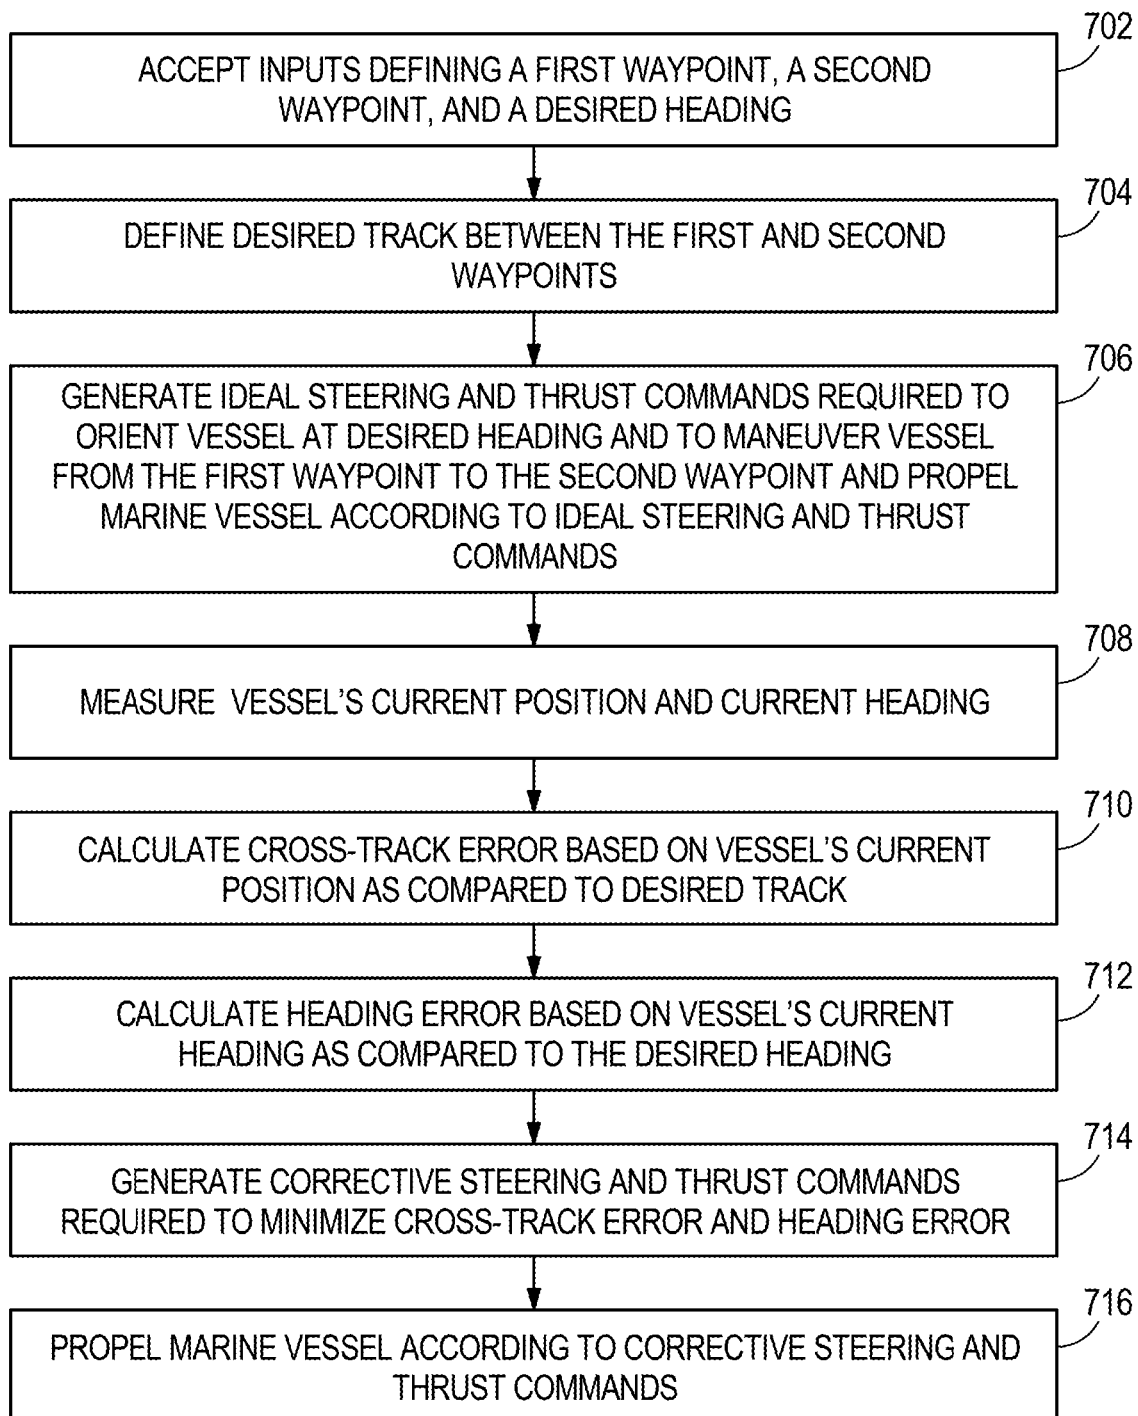 702
ACCEPT INPUTS DEFINING A FIRST WAYPOINT, A SECOND
WAYPOINT, AND A DESIRED HEADING
704
DEFINE DESIRED TRACK BETWEEN THE FIRST AND SECOND
WAYPOINTS
706
GENERATE IDEAL STEERING AND THRUST COMMANDS REQUIRED TO
ORIENT VESSEL AT DESIRED HEADING AND TO MANEUVER VESSEL
FROM THE FIRST WAYPOINT TO THE SECOND WAYPOINT AND PROPEL
MARINE VESSEL ACCORDING TO IDEAL STEERING AND THRUST
COMMANDS
708
MEASURE VESSEL'S CURRENT POSITION AND CURRENT HEADING
710
CALCULATE CROSS-TRACK ERROR BASED ON VESSEL'S CURRENT
POSITION AS COMPARED TO DESIRED TRACK
712
CALCULATE HEADING ERROR BASED ON VESSEL'S CURRENT
HEADING AS COMPARED TO THE DESIRED HEADING
714
GENERATE CORRECTIVE STEERING AND THRUST COMMANDS
REQUIRED TO MINIMIZE CROSS-TRACK ERROR AND HEADING ERROR
716
PROPEL MARINE VESSEL ACCORDING TO CORRECTIVE STEERING AND
THRUST COMMANDS